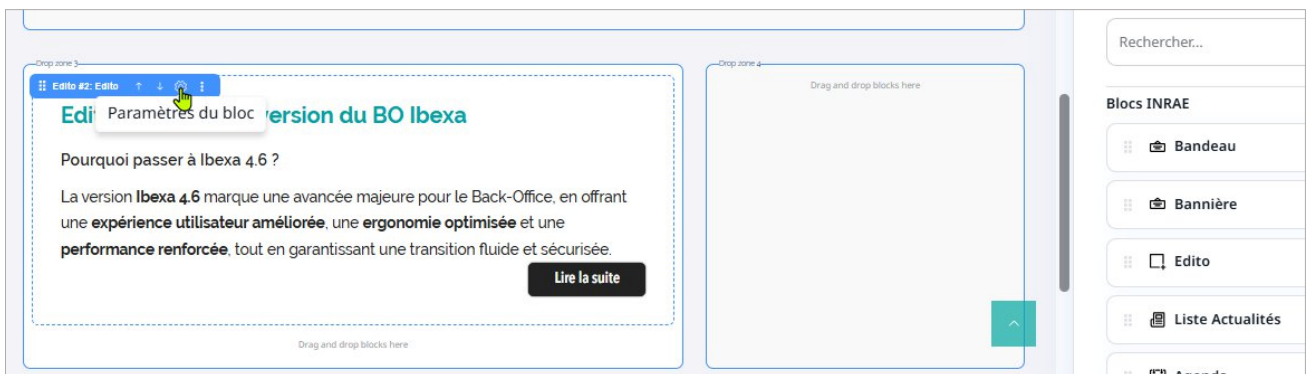 Rechercher...
Drop zone 3
Drop zone 4
Edito #2: Edito
Drag and drop blocks here
Blocs INRAE
Paramètres du bloc
Edi ersion du BO Ibexa
Bandeau
Pourquoi passer à Ibexa 4.6 ?
La version Ibexa 4.6 marque une avancée majeure pour le Back-Office, en offrant
une expérience utilisateur améliorée, une ergonomie optimisée et une
performance renforcée, tout en garantissant une transition fluide et sécurisée.
Bannière
Lire la suite
Edito
Liste Actualités
Drag and drop blocks here
Agenda